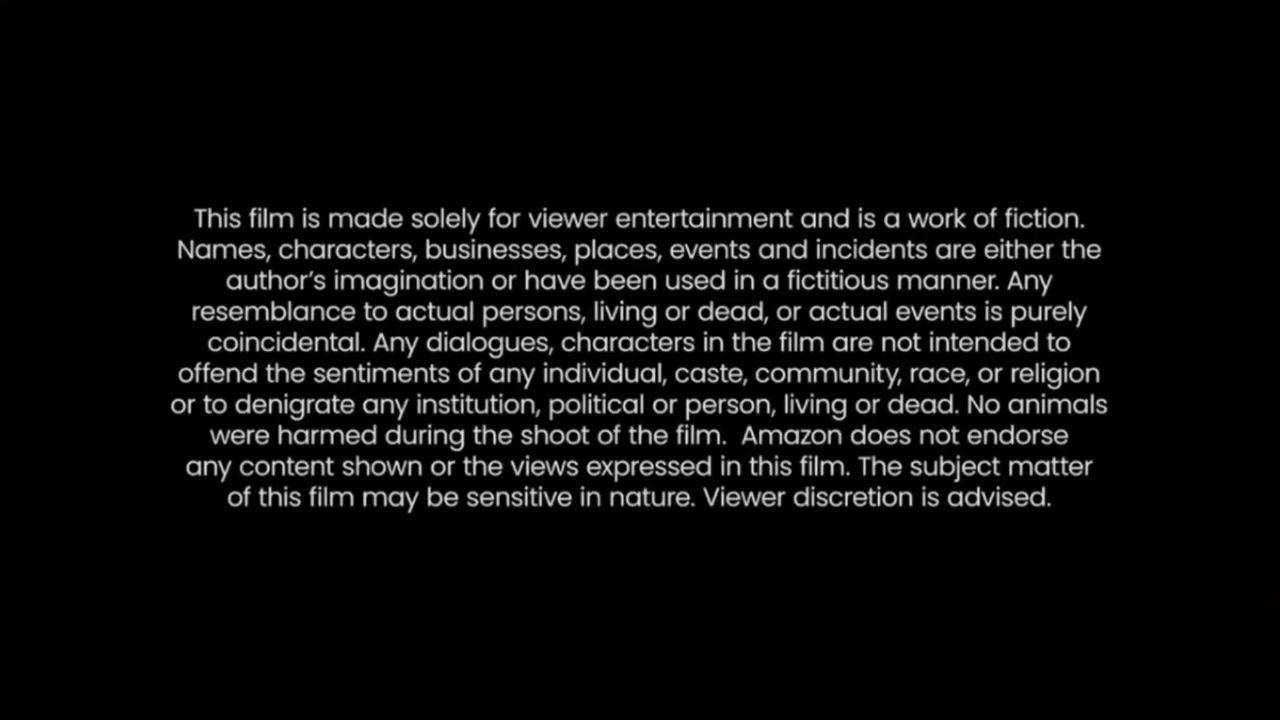 This film is made solely for viewer entertainment and is a work of fiction.
Names, characters, businesses, places, events and incidents are either the
author's imagination or have been used in a fictitious manner. Any
resemblance to actual persons, living or dead, or actual events is purely
coincidental. Any dialogues, characters in the film are not intended to
offend the sentiments of any individual, caste, community, race, or religion
or to denigrate any institution, political or person, living or dead. No animals
were harmed during the shoot of the film.  Amazon does not endorse
any content shown or the views expressed in this film. The subject matter
of this film may be sensitive in nature. Viewer discretion is advised.